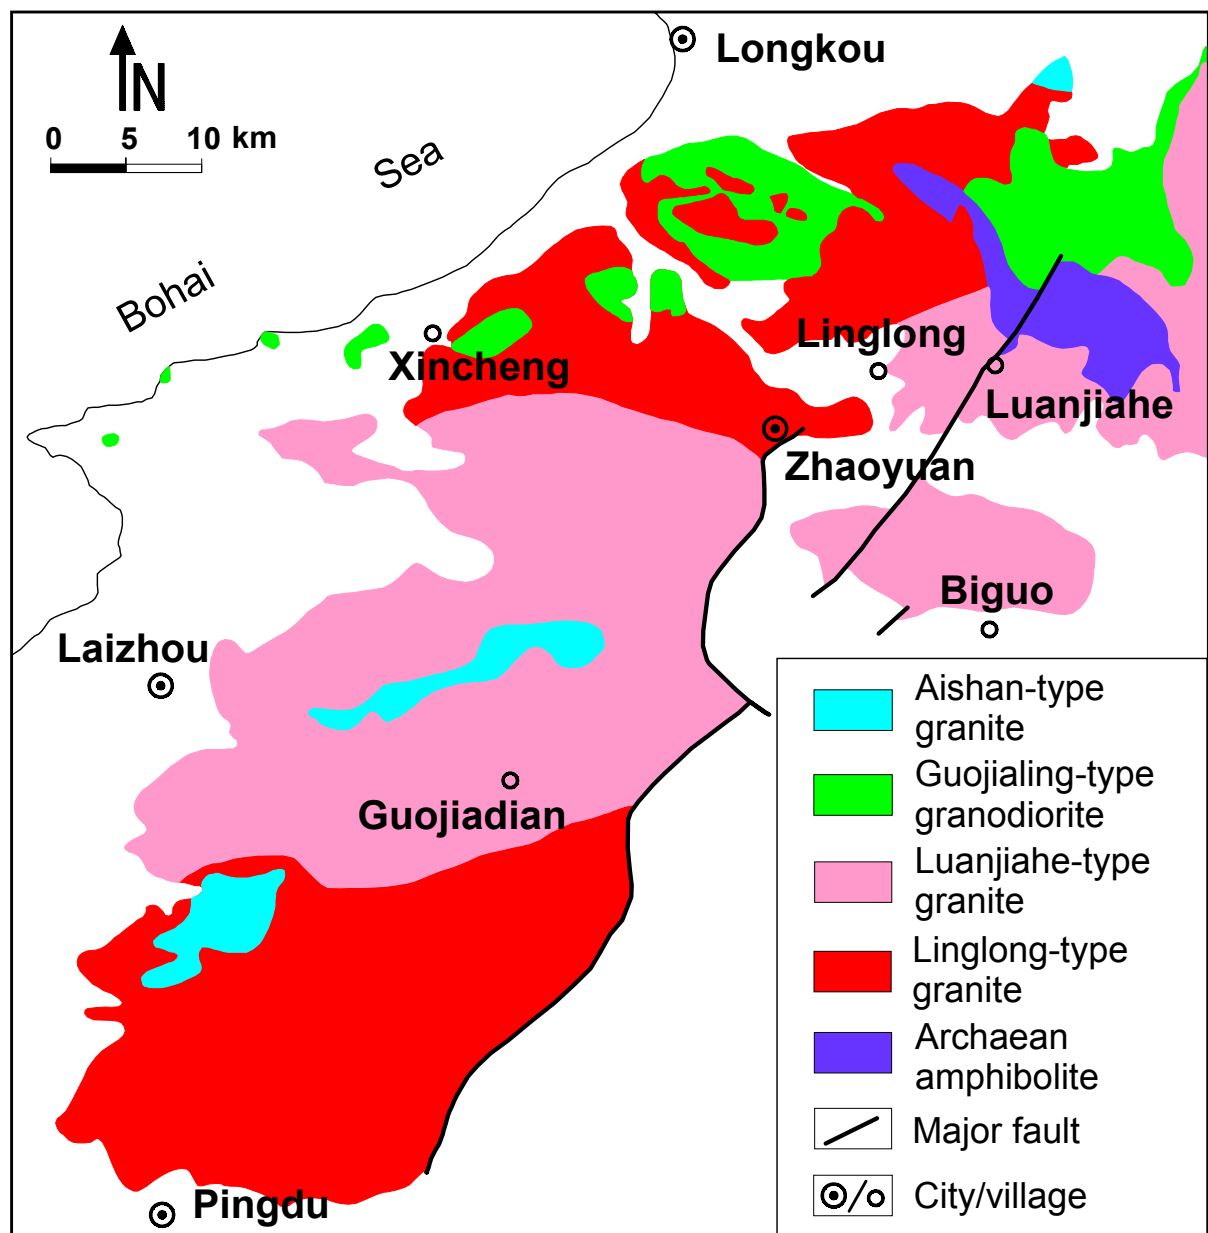 Longkou
N
0 5 10 km
Sea
Bohai
Linglong
Xincheng
Luanjiahe
Zhaoyuan
Biguo
Laizhou
Guojiadian
Pingdu
Aishan-type
granite
Guojialing-type
granodiorite
Luanjiahe-type
granite
Linglong-type
granite
Archaean
amphibolite
Major fault
City/village